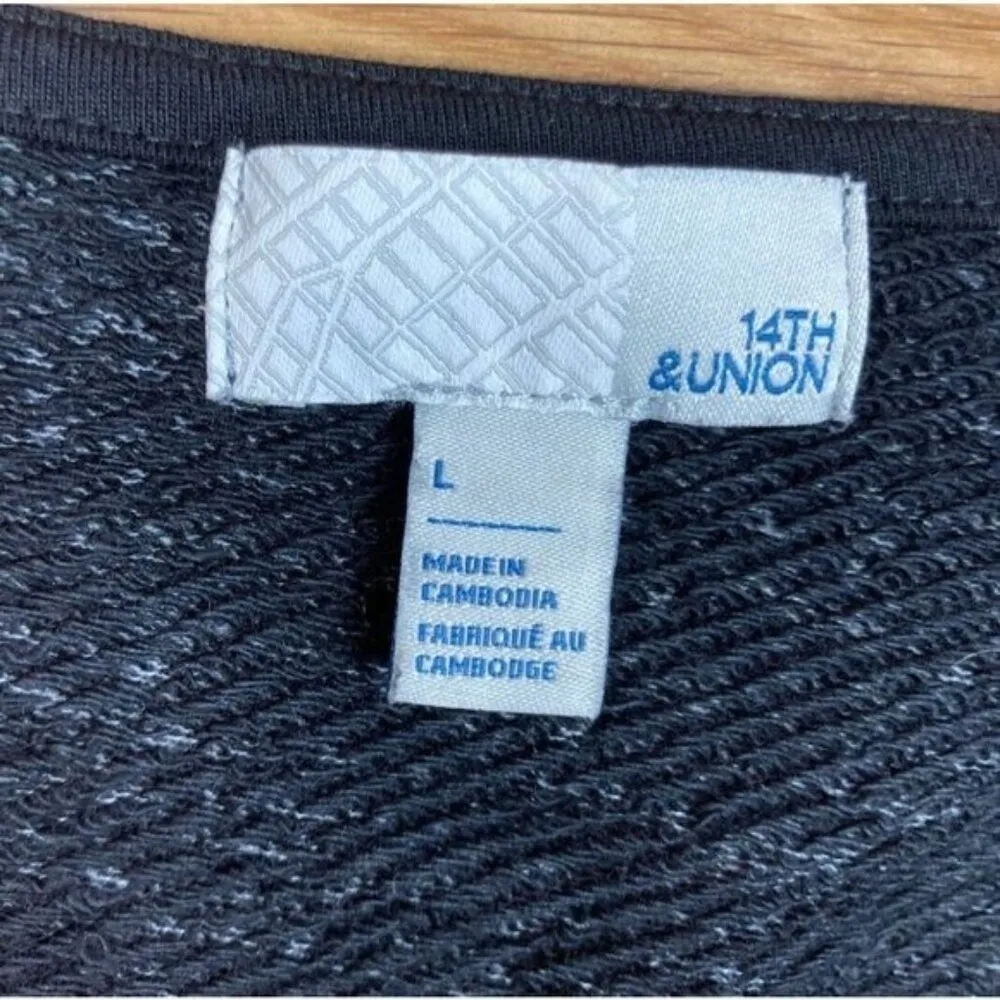 14TH
&UNION
L
MADE IN
CAMBODIA
FABRIQUÉ AU
CAMBODGE